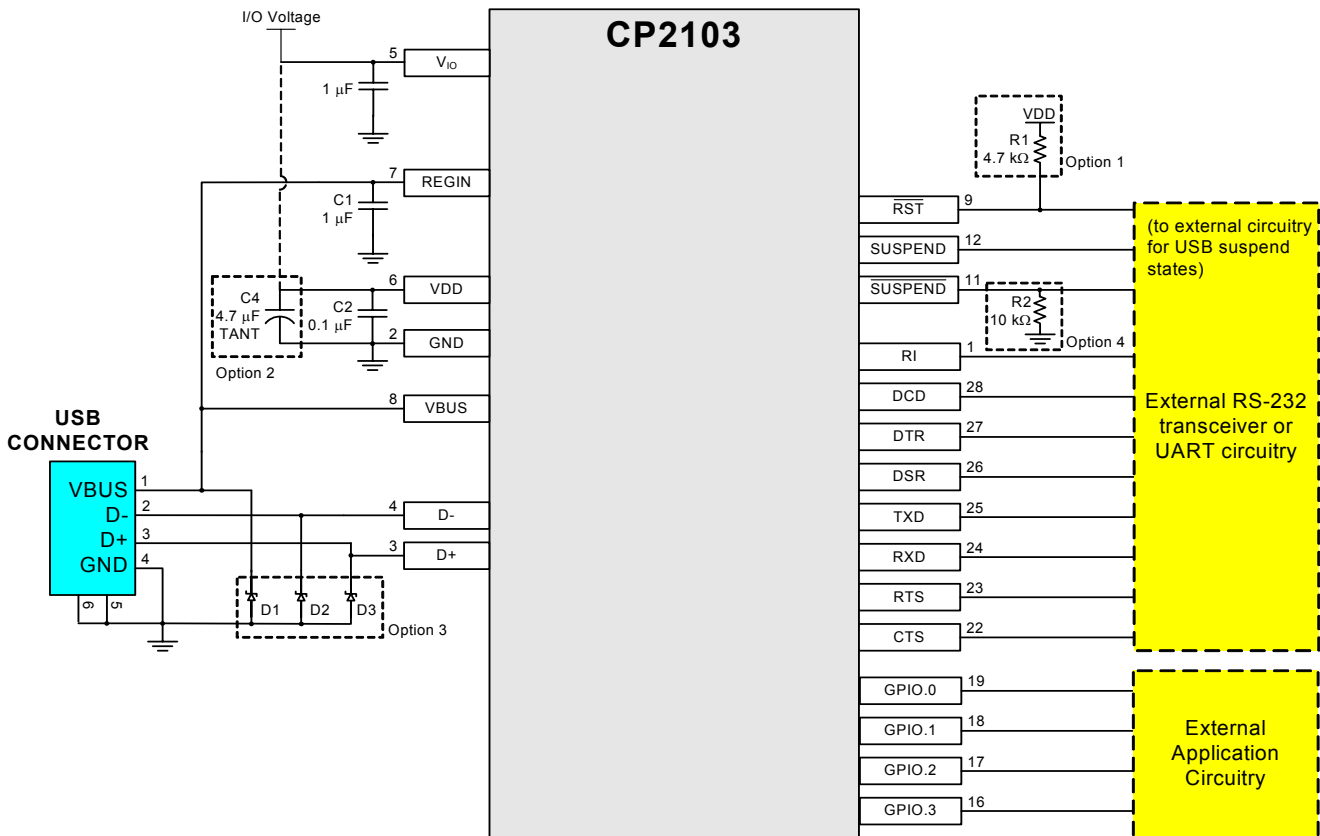 CP2103
I/O Voltage
5
VIO
1 μF
7
REGIN
C1
1 μF
6
VDD
C4
4.7 μF
TANT
C2
0.1 μF
2
GND
Option 2
8
VBUS
USB
CONNECTOR
VBUS
1
D-
2
D+
3
GND
4
6
5
4
D-
3
D+
D1
D2
D3
Option 3
VDD
R1
4.7 kΩ
Option 1
RST
9
SUSPEND
12
SUSPEND
11
R2
10 kΩ
Option 4
RI
1
DCD
28
DTR
27
DSR
26
TXD
25
RXD
24
RTS
23
CTS
22
(to external circuitry
for USB suspend
states)
External RS-232
transceiver or
UART circuitry
GPIO.0
19
GPIO.1
18
GPIO.2
17
GPIO.3
16
External
Application
Circuitry